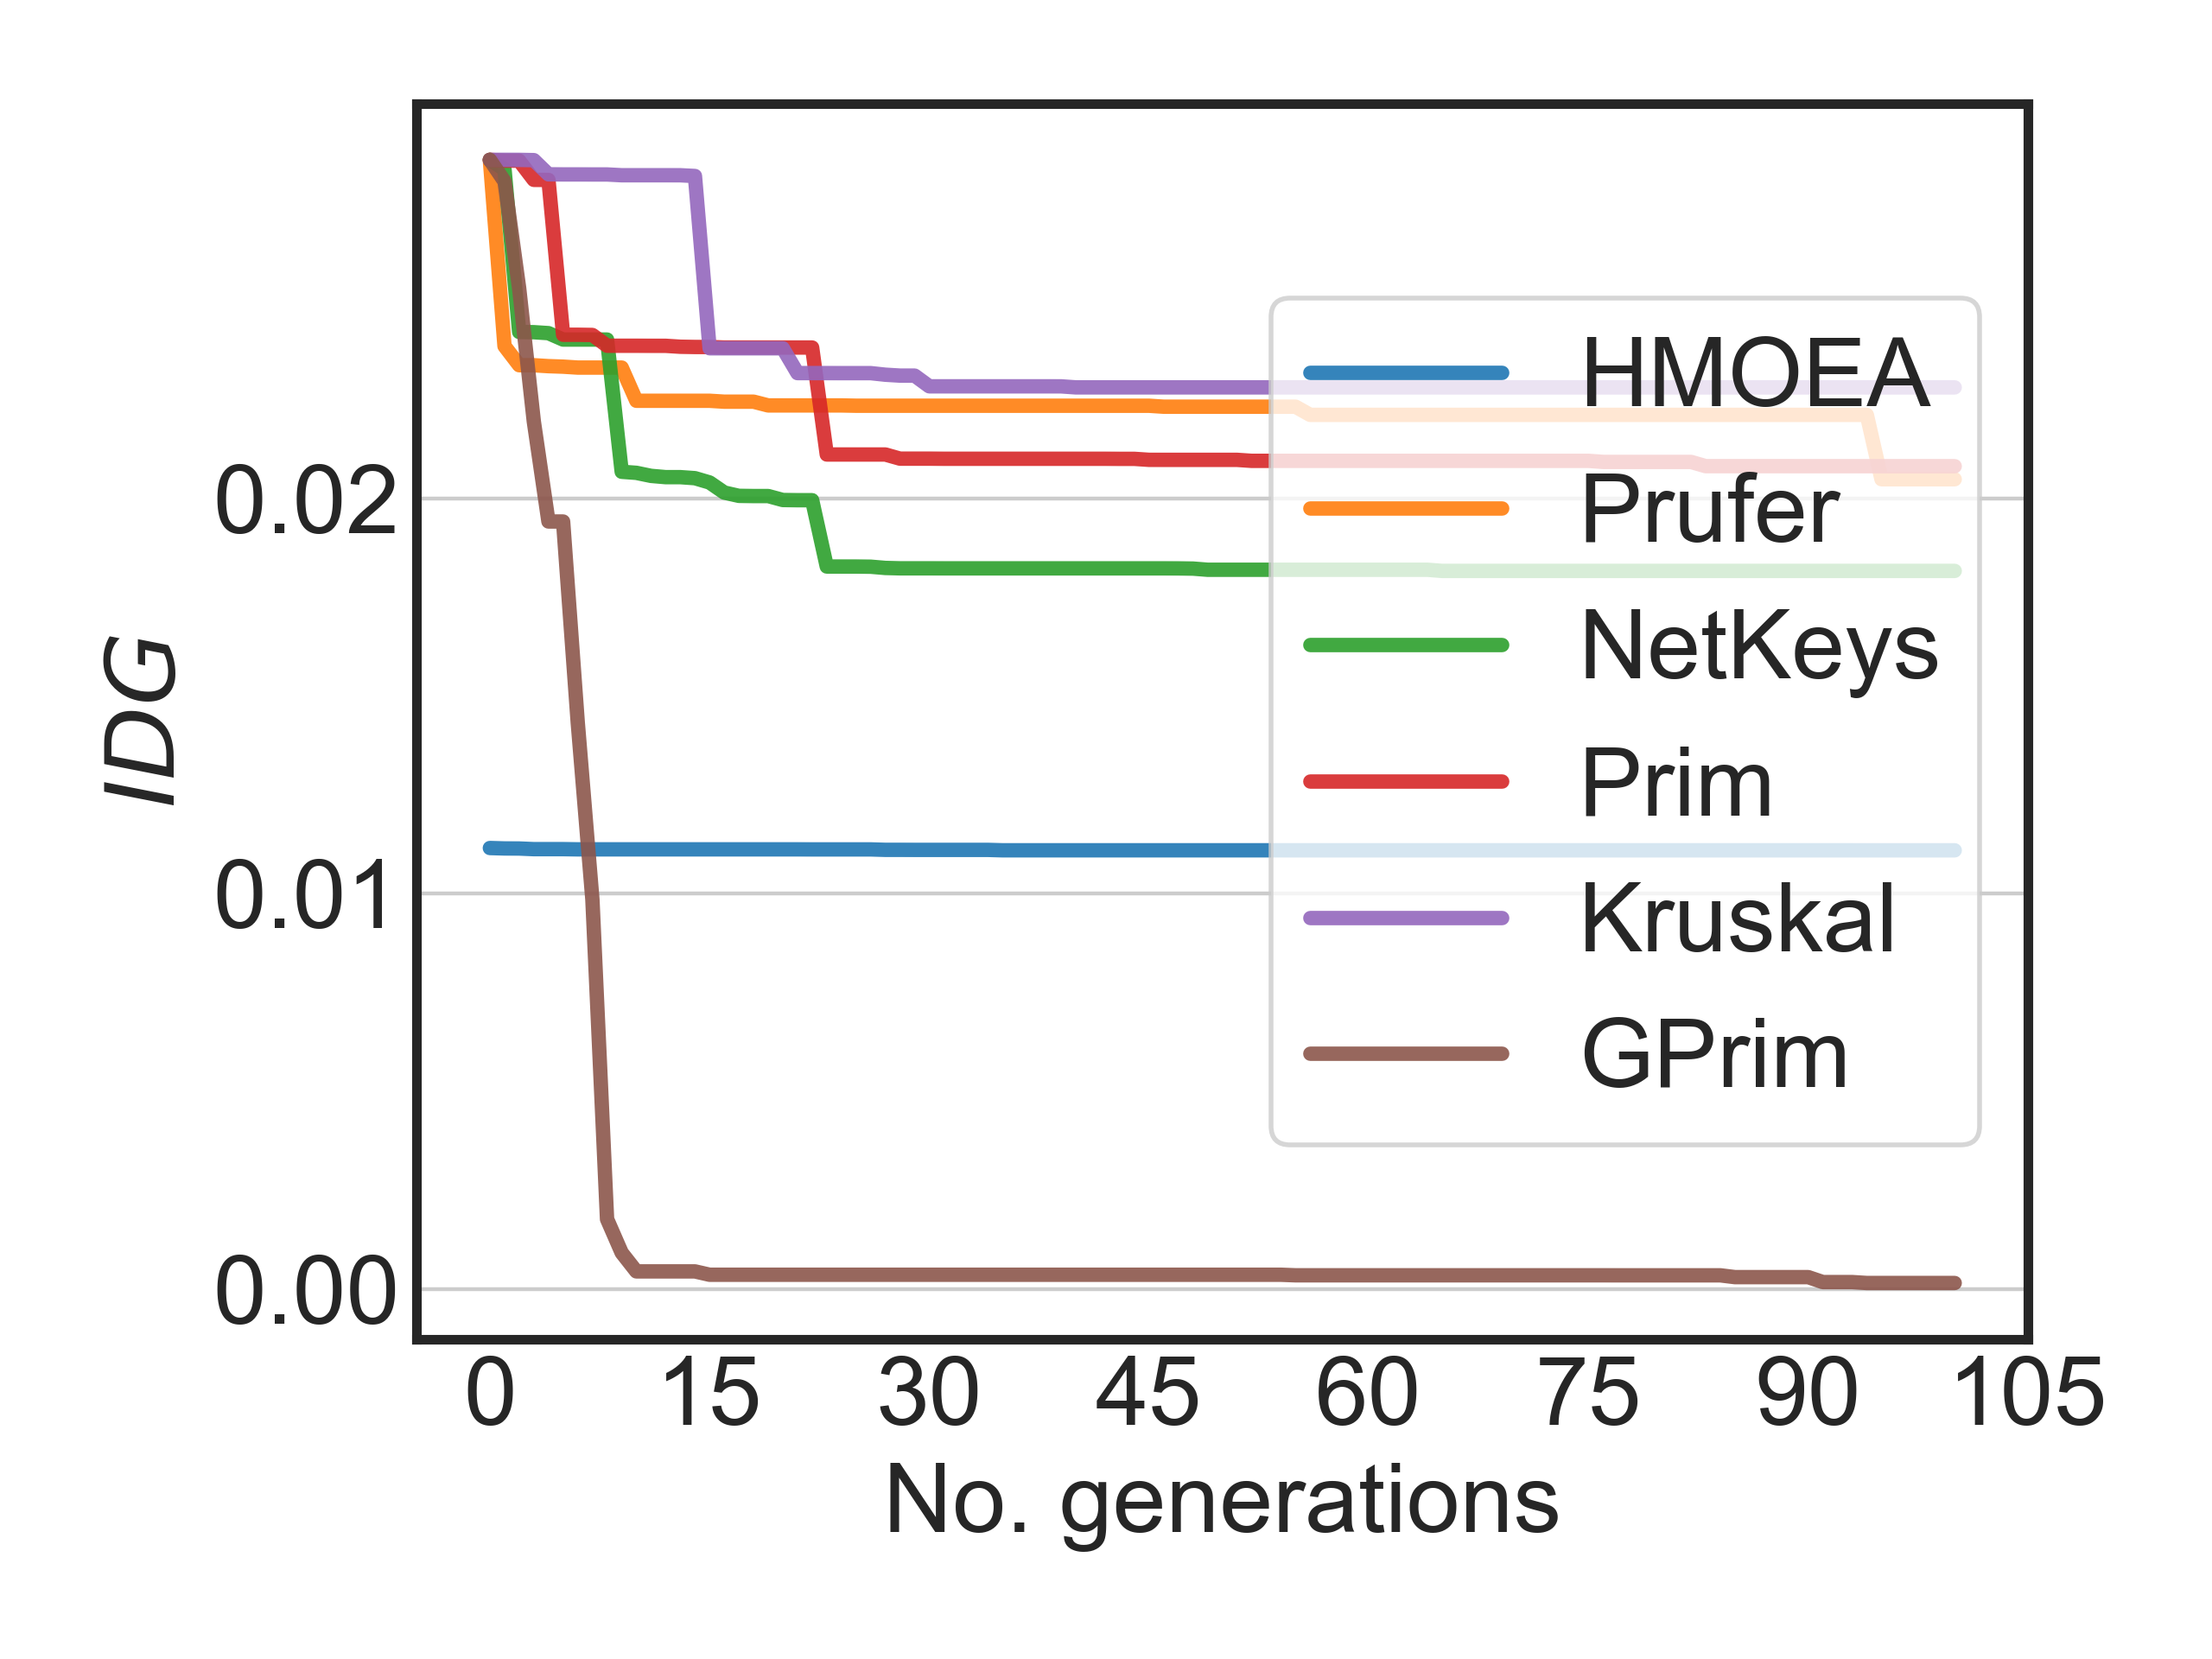 HMOEA
Prufer
NetKeys
Prim
Kruskal
GPrim
0.02
0.01
0.00
IDG
0 15 30 45 60 75 90 105
No. generations